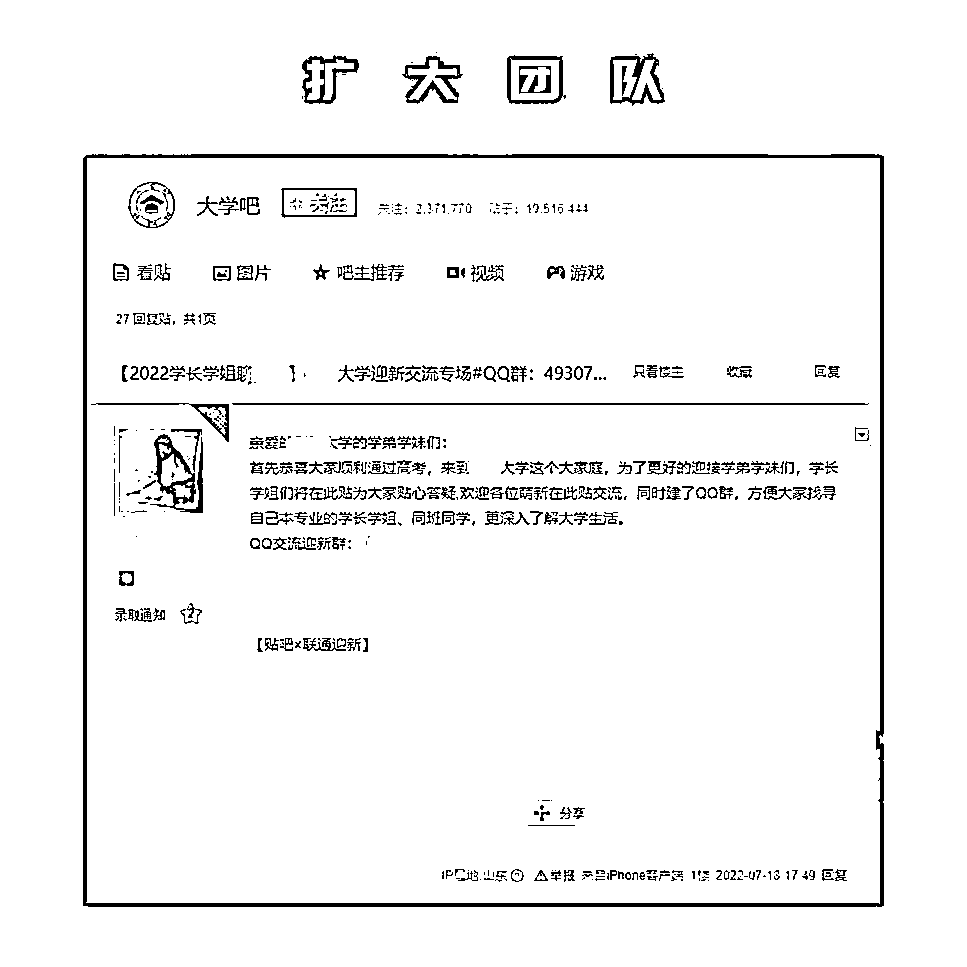 扩大团队
大学吧 关注 关注：2,371,770 贴子：19,516,444
看贴 图片 吧主推荐 视频 游戏
27 回复贴，共1页
【2022学长学姐 】 大学迎新交流专场#QQ群：49307... 只看楼主 收藏 回复
亲爱的 大学的学弟学妹们：
首先恭喜大家顺利通过高考，来到 大学这个大家庭，为了更好的迎接学弟学妹们，学长
学姐们将在此贴为大家贴心答疑,欢迎各位萌新在此贴交流，同时建了QQ群，方便大家找寻
自己本专业的学长学姐、同班同学，更深入了解大学生活。
QQ交流迎新群：
录取通知 2
【贴吧×联通迎新】
分享
IP属地:山东 举报 来自iPhone客户端 1楼 2022-07-18 17:49 回复